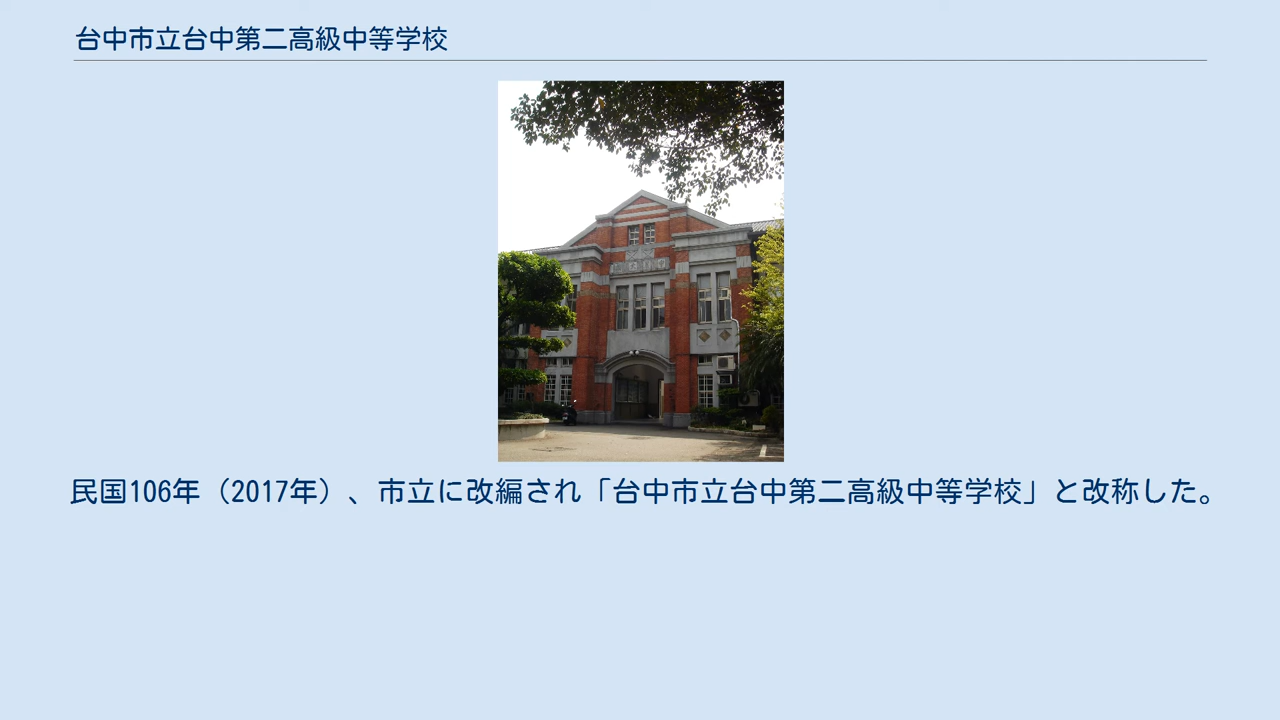 台中市立台中第二高級中等学校
民国106年（2017年）、市立に改編され「台中市立台中第二高級中等学校」と改称した。